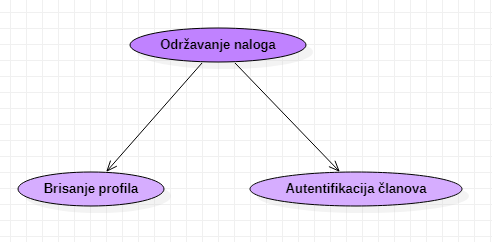 Održavanje naloga
Brisanje profila
Autentifikacija članova